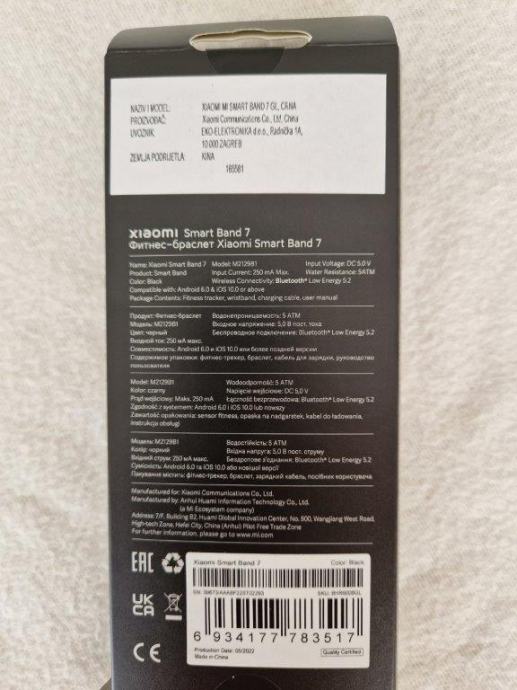 NAZIV I MODEL: XIAOMI MI SMART BAND 7 GL, CRNA
PROIZVOĐAČ: Xiaomi Communications Co., Ltd, China
UVOZNIK: EKO-ELEKTRONIKA d.o.o., Radnička 1A,
10 000 ZAGREB
ZEMLJA PODRIJETLA: KINA
165581
xiaomi Smart Band 7
Фитнес-браслет Xiaomi Smart Band 7
Name: Xiaomi Smart Band 7 Model: M2129B1 Input Voltage: DC 5.0 V
Product: Smart Band Input Current: 250 mA Max. Water Resistance: 5ATM
Color: Black Wireless Connectivity: Bluetooth® Low Energy 5.2
Compatible with: Android 6.0 & iOS 10.0 or above
Package Contents: Fitness tracker, wristband, charging cable, user manual
Продукт: Фитнес-браслет Водонепроницаемость: 5 ATM
Модель: M2129B1 Входное напряжение: 5,0 В пост. тока
Цвет: черный Беспроводное подключение: Bluetooth® Low Energy 5.2
Входной ток: 250 мА макс.
Совместимость: Android 6.0 и iOS 10.0 или более поздней версии
Содержимое упаковки: фитнес-трекер, браслет, кабель для зарядки, руководство
пользователя
Model: M2129B1 Wodoodporność: 5 ATM
Kolor: czarny Napięcie wejściowe: DC 5,0 V
Prąd wejściowy: Maks. 250 mA Łączność bezprzewodowa: Bluetooth® Low Energy 5.2
Zgodność z systemem: Android 6.0 i iOS 10.0 lub nowszy
Zawartość opakowania: sensor fitness, opaska na nadgarstek, kabel do ładowania,
instrukcja obsługi
Модель: M2129B1 Водостійкість: 5 ATM
Колір: чорний Вхідна напруга: 5,0 В пост. струму
Вхідний струм: 250 мА макс. Бездротове з'єднання: Bluetooth® Low Energy 5.2
Сумісність: Android 6.0 та iOS 10.0 або новішої версії
Пакування містить: фітнес-трекер, браслет, зарядний кабель, посібник користувача
Manufactured for: Xiaomi Communications Co., Ltd.
Manufactured by: Anhui Huami Information Technology Co., Ltd.
(a Mi Ecosystem company)
Address: 7/F, Building B2, Huami Global Innovation Center, No. 900, Wangjiang West Road,
High-tech Zone, Hefei City, China (Anhui) Pilot Free Trade Zone
For further information, please go to www.mi.com
EAC
Xiaomi Smart Band 7 Color: Black
SKU: BHR6008GL
UK
CA
6 934177 783517
Production Date: 05/2022
Made in China
Quality Certified
CE